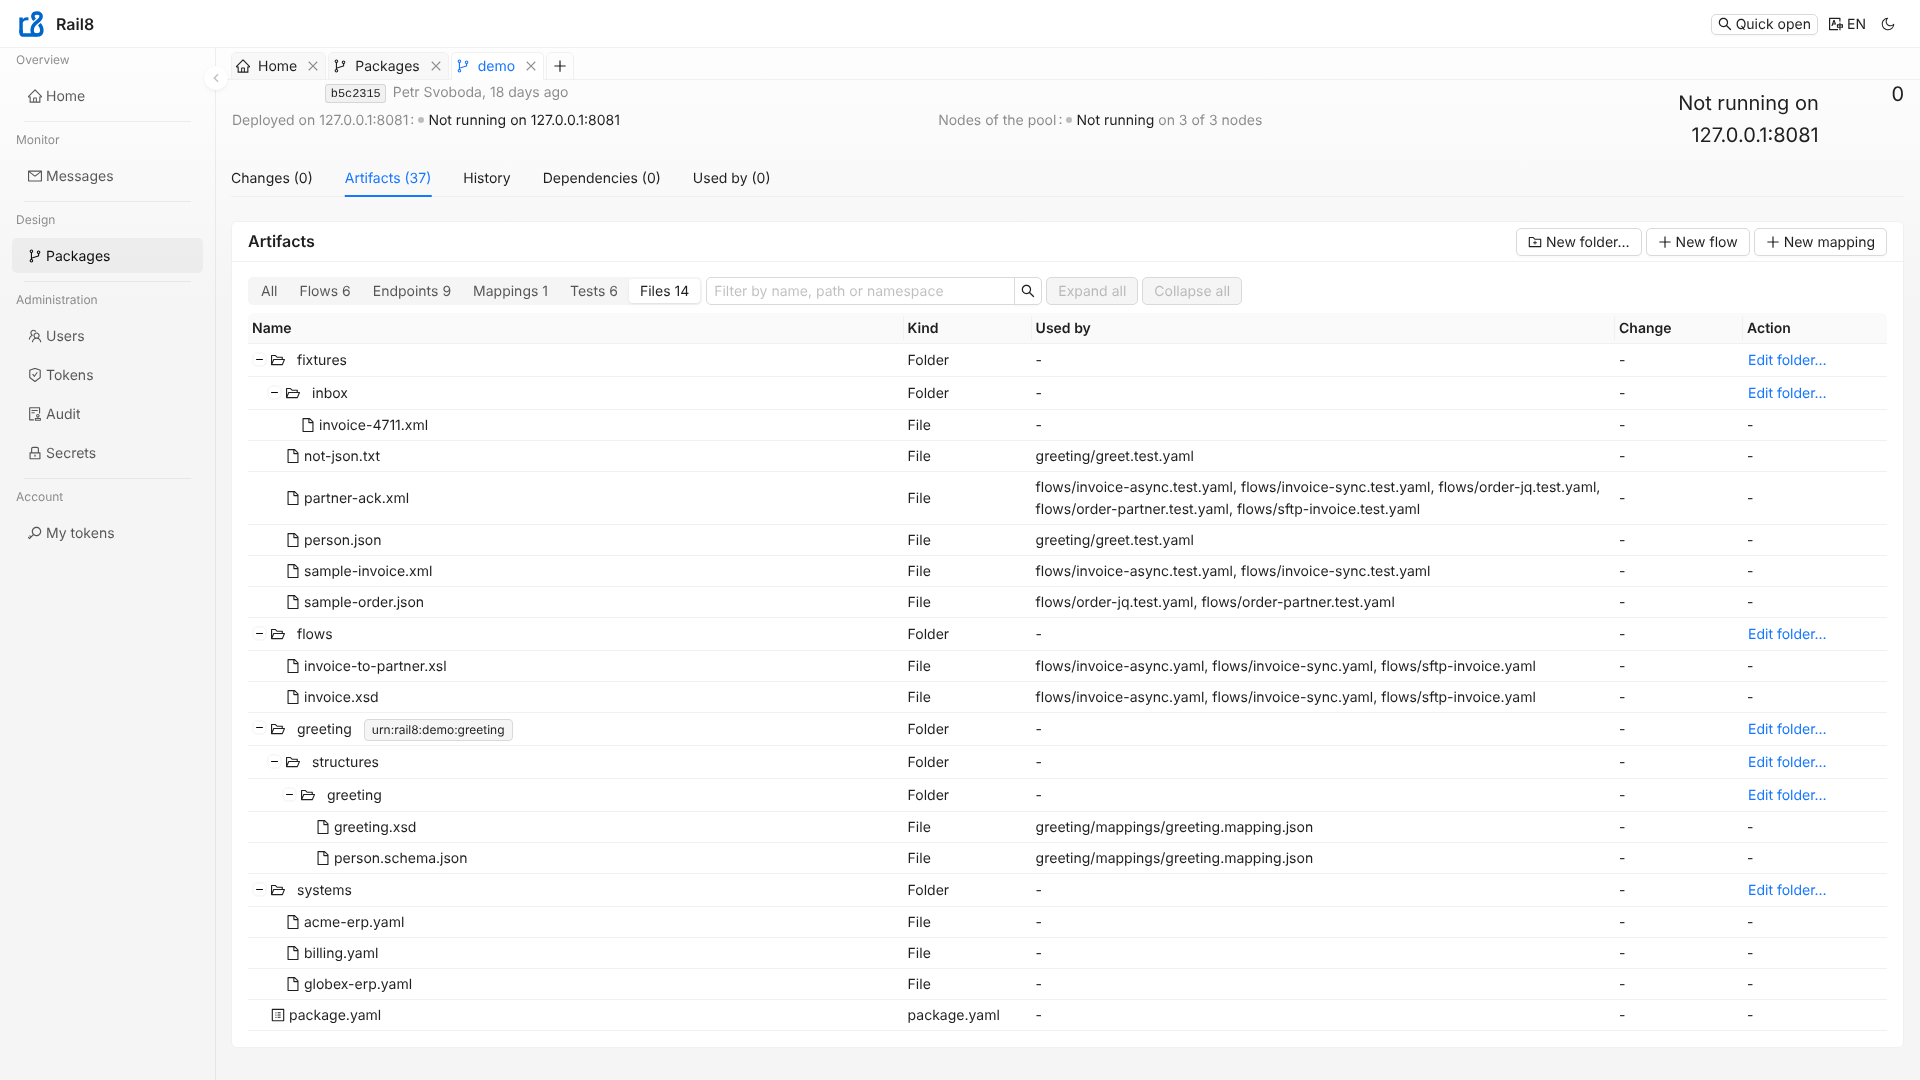 Rail8
Quick open
EN
Overview
Home
Monitor
Messages
Design
Packages
Administration
Users
Tokens
Audit
Secrets
Account
My tokens
Home
Packages
demo
b5c2315 Petr Svoboda, 18 days ago
Deployed on 127.0.0.1:8081: Not running on 127.0.0.1:8081
Nodes of the pool: Not running on 3 of 3 nodes
Not running on
127.0.0.1:8081
0
Changes (0) Artifacts (37) History Dependencies (0) Used by (0)
Artifacts
New folder... New flow New mapping
All Flows 6 Endpoints 9 Mappings 1 Tests 6 Files 14 Filter by name, path or namespace Expand all Collapse all
Name Kind Used by Change Action
fixtures Folder - - Edit folder...
inbox Folder - - Edit folder...
invoice-4711.xml File - - -
not-json.txt File greeting/greet.test.yaml - -
partner-ack.xml File flows/invoice-async.test.yaml, flows/invoice-sync.test.yaml, flows/order-jq.test.yaml, - -
flows/order-partner.test.yaml, flows/sftp-invoice.test.yaml
person.json File greeting/greet.test.yaml - -
sample-invoice.xml File flows/invoice-async.test.yaml, flows/invoice-sync.test.yaml - -
sample-order.json File flows/order-jq.test.yaml, flows/order-partner.test.yaml - -
flows Folder - - Edit folder...
invoice-to-partner.xsl File flows/invoice-async.yaml, flows/invoice-sync.yaml, flows/sftp-invoice.yaml - -
invoice.xsd File flows/invoice-async.yaml, flows/invoice-sync.yaml, flows/sftp-invoice.yaml - -
greeting urn:rail8:demo:greeting Folder - - Edit folder...
structures Folder - - Edit folder...
greeting Folder - - Edit folder...
greeting.xsd File greeting/mappings/greeting.mapping.json - -
person.schema.json File greeting/mappings/greeting.mapping.json - -
systems Folder - - Edit folder...
acme-erp.yaml File - - -
billing.yaml File - - -
globex-erp.yaml File - - -
package.yaml package.yaml - - -